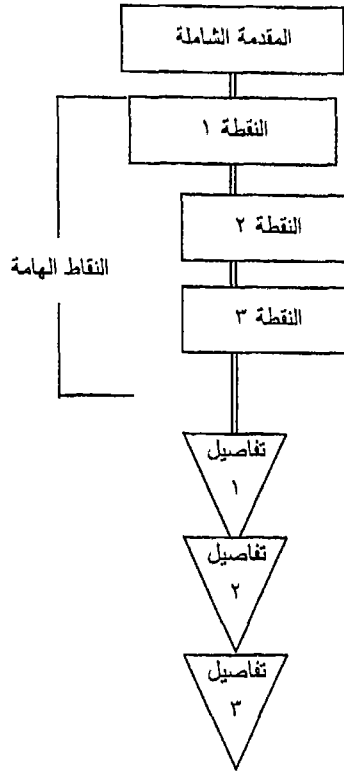 المقدمة الشاملة
النقطة ١
النقطة ٢
النقاط الهامة
النقطة ٣
تفاصيل
١
تفاصيل
٢
تفاصيل
٣